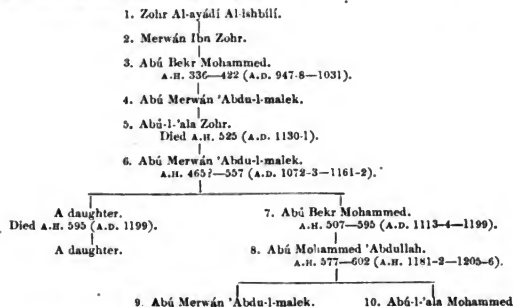 1. Zohr Al-ayádí Al-Ishbílí.
2. Merwán Ibn Zohr.
3. Abú Bekr Mohammed.
A.H. 336—422 (A.D. 947-8—1031).
4. Abú Merwán 'Abdu-l-malek.
5. Abú-l-'ala Zohr.
Died A.H. 525 (A.D. 1130-1).
6. Abú Merwán 'Abdu-l-malek.
A.H. 465?—557 (A.D. 1072-3—1161-2).
A daughter.
Died A.H. 595 (A.D. 1199).
A daughter.
7. Abú Bekr Mohammed.
A.H. 507—595 (A.D. 1113-4—1199).
8. Abú Mohammed 'Abdullah.
A.H. 577—602 (A.H. 1181-2—1205-6).
9. Abú Merwán 'Abdu-l-malek.
10. Abú-l-'ala Mohammed